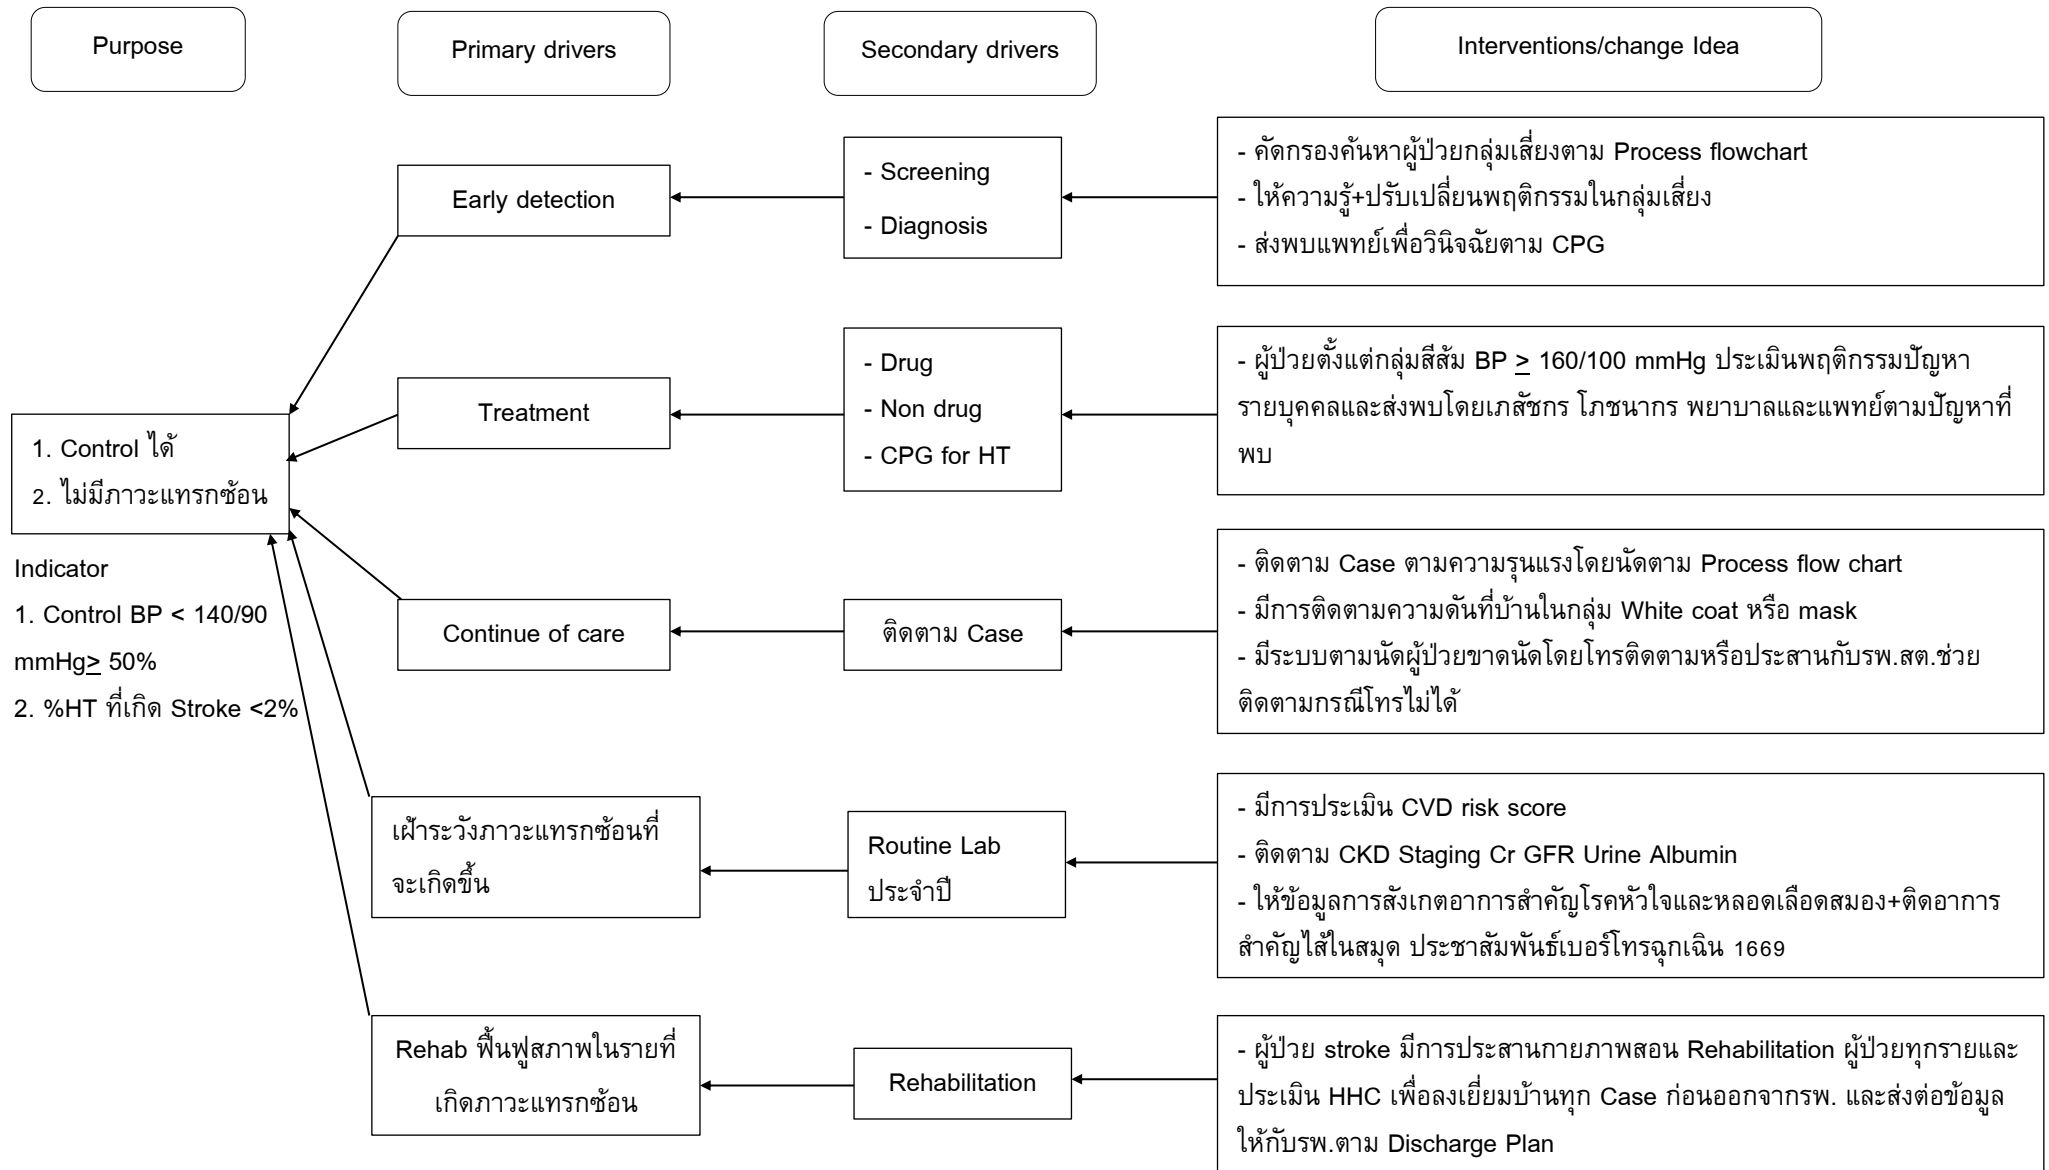 Purpose
Primary drivers
Secondary drivers
Interventions/change Idea
Early detection
- Screening
- Diagnosis
- คัดกรองค้นหาผู้ป่วยกลุ่มเสี่ยงตาม Process flowchart
- ให้ความรู้+ปรับเปลี่ยนพฤติกรรมในกลุ่มเสี่ยง
- ส่งพบแพทย์เพื่อวินิจฉัยตาม CPG
Treatment
- Drug
- Non drug
- CPG for HT
- ผู้ป่วยตั้งแต่กลุ่มสีส้ม BP ≥ 160/100 mmHg ประเมินพฤติกรรมปัญหา
รายบุคคลและส่งพบโดยเภสัชกร โภชนากร พยาบาลและแพทย์ตามปัญหาที่
พบ
1. Control ได้
2. ไม่มีภาวะแทรกซ้อน
Indicator
1. Control BP < 140/90
mmHg≥ 50%
2. %HT ที่เกิด Stroke <2%
Continue of care
ติดตาม Case
- ติดตาม Case ตามความรุนแรงโดยนัดตาม Process flow chart
- มีการติดตามความดันที่บ้านในกลุ่ม White coat หรือ mask
- มีระบบตามนัดผู้ป่วยขาดนัดโดยโทรติดตามหรือประสานกับรพ.สต.ช่วย
ติดตามกรณีโทรไม่ได้
เฝ้าระวังภาวะแทรกซ้อนที่
จะเกิดขึ้น
Routine Lab
ประจำปี
- มีการประเมิน CVD risk score
- ติดตาม CKD Staging Cr GFR Urine Albumin
- ให้ข้อมูลการสังเกตอาการสำคัญโรคหัวใจและหลอดเลือดสมอง+ติดอาการ
สำคัญไส้ในสมุด ประชาสัมพันธ์เบอร์โทรฉุกเฉิน 1669
Rehab ฟื้นฟูสภาพในรายที่
เกิดภาวะแทรกซ้อน
Rehabilitation
- ผู้ป่วย stroke มีการประสานกายภาพสอน Rehabilitation ผู้ป่วยทุกรายและ
ประเมิน HHC เพื่อลงเยี่ยมบ้านทุก Case ก่อนออกจากรพ. และส่งต่อข้อมูล
ให้กับรพ.ตาม Discharge Plan